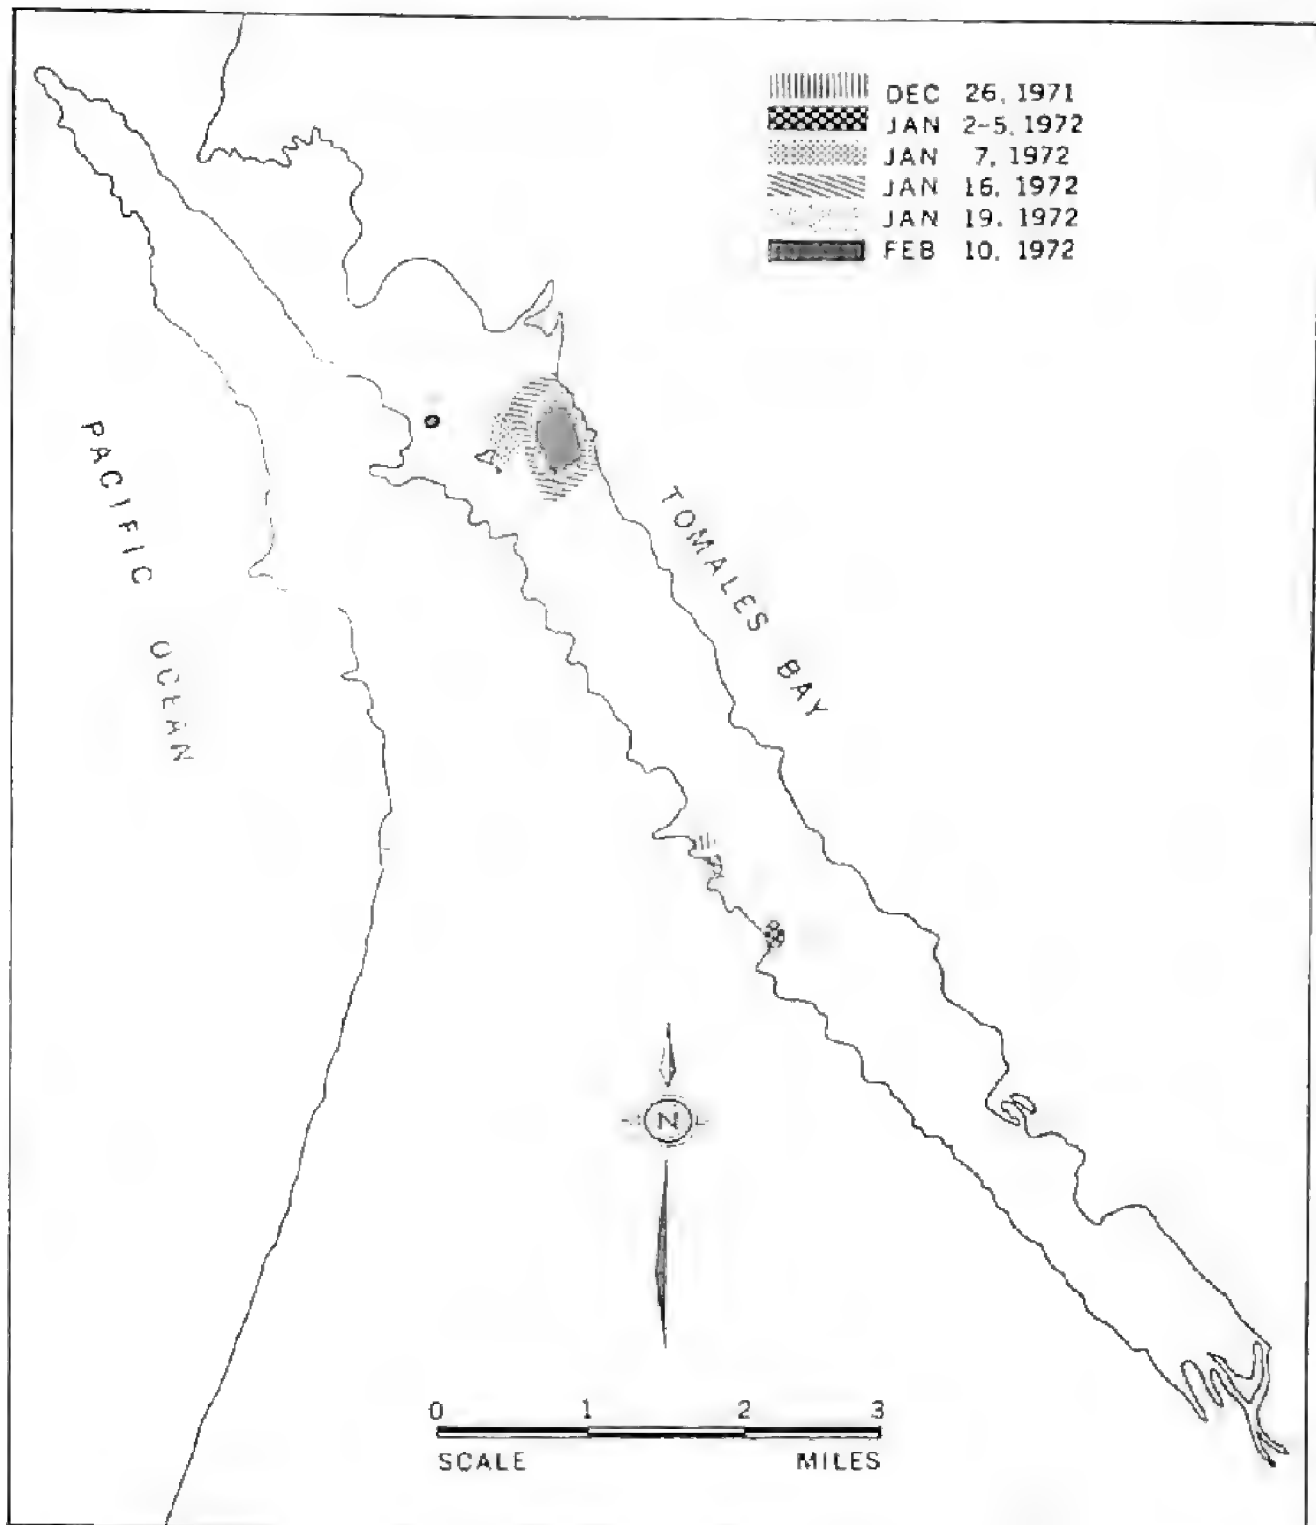 DEC 26, 1971
JAN 2-5, 1972
JAN 7, 1972
JAN 16, 1972
JAN 19, 1972
FEB 10, 1972
PACIFIC OCEAN
TOMALES BAY
N
0 1 2 3
SCALE MILES